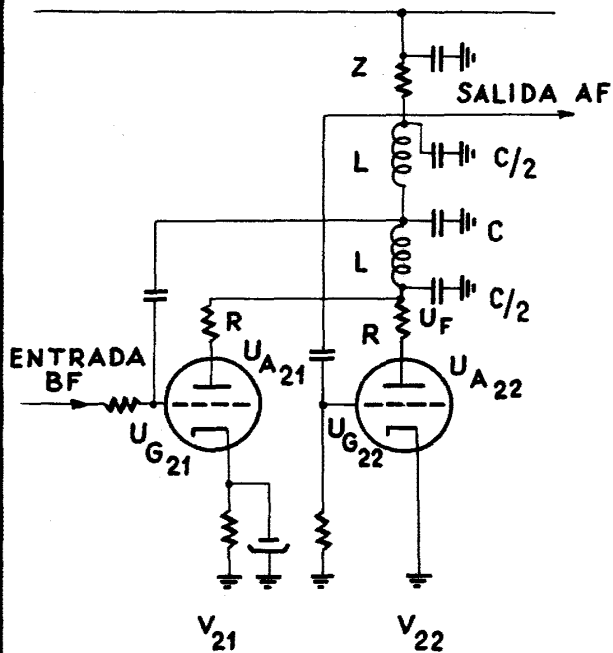 Z
SALIDA AF
L
C/2
C
L
C/2
U_F
R
R
ENTRADA
BF
U_A21
U_A22
U_G21
U_G22
V_21
V_22